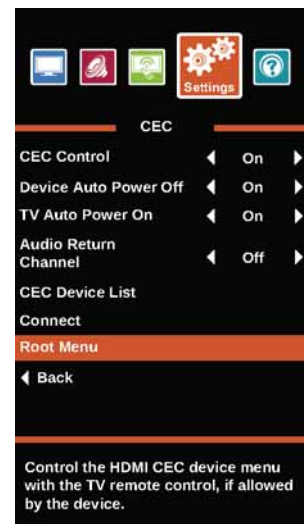 Settings
CEC
CEC Control On
Device Auto Power Off On
TV Auto Power On On
Audio Return
Channel Off
CEC Device List
Connect
Root Menu
Back
Control the HDMI CEC device menu
with the TV remote control, if allowed
by the device.